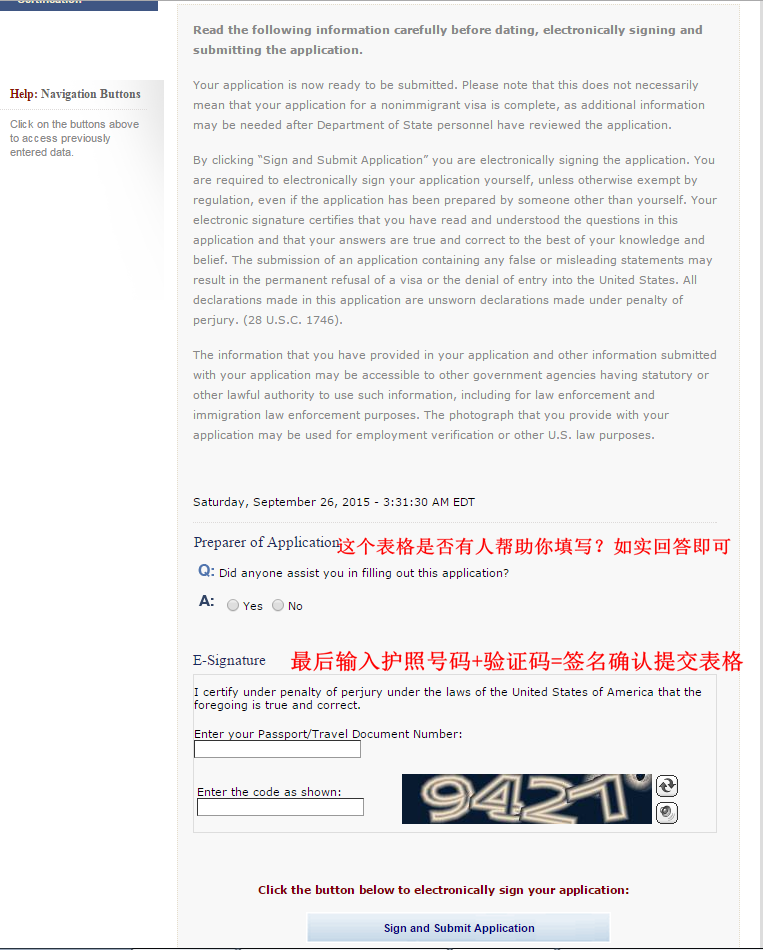 Certification
Help: Navigation Buttons
Click on the buttons above
to access previously
entered data.
Read the following information carefully before dating, electronically signing and
submitting the application.
Your application is now ready to be submitted. Please note that this does not necessarily
mean that your application for a nonimmigrant visa is complete, as additional information
may be needed after Department of State personnel have reviewed the application.
By clicking “Sign and Submit Application” you are electronically signing the application. You
are required to electronically sign your application yourself, unless otherwise exempt by
regulation, even if the application has been prepared by someone other than yourself. Your
electronic signature certifies that you have read and understood the questions in this
application and that your answers are true and correct to the best of your knowledge and
belief. The submission of an application containing any false or misleading statements may
result in the permanent refusal of a visa or the denial of entry into the United States. All
declarations made in this application are unsworn declarations made under penalty of
perjury. (28 U.S.C. 1746).
The information that you have provided in your application and other information submitted
with your application may be accessible to other government agencies having statutory or
other lawful authority to use such information, including for law enforcement and
immigration law enforcement purposes. The photograph that you provide with your
application may be used for employment verification or other U.S. law purposes.
Saturday, September 26, 2015 - 3:31:30 AM EDT
Preparer of Application 这个表格是否有人帮助你填写？如实回答即可
Q: Did anyone assist you in filling out this application?
A: Yes No
E-Signature 最后输入护照号码+验证码=签名确认提交表格
I certify under penalty of perjury under the laws of the United States of America that the
foregoing is true and correct.
Enter your Passport/Travel Document Number:
Enter the code as shown:
9427
Click the button below to electronically sign your application:
Sign and Submit Application